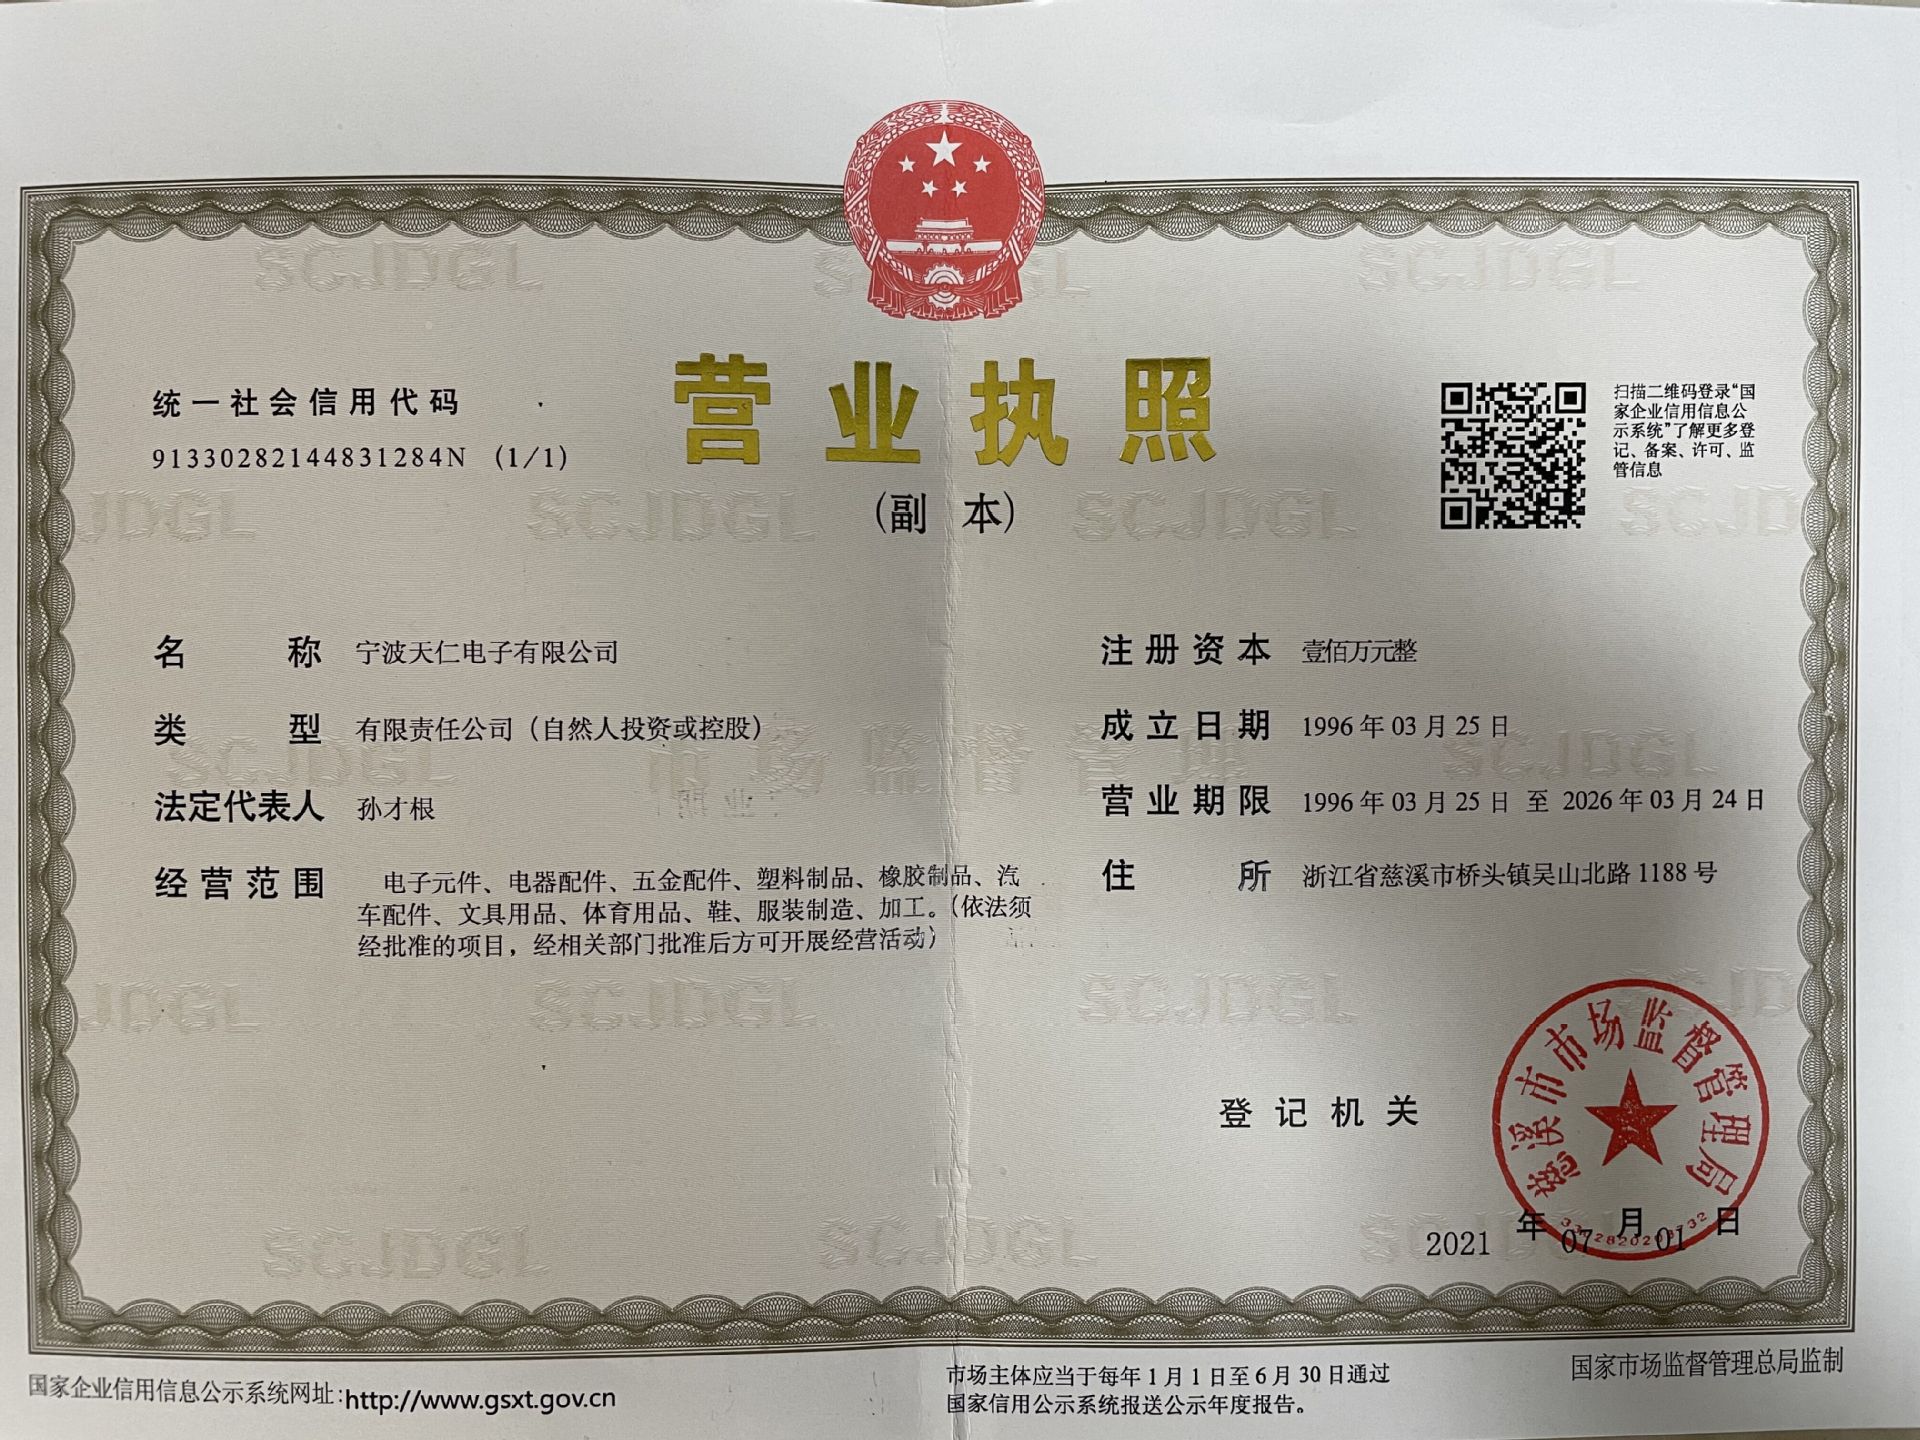 营业执照
(副 本)
统一社会信用代码
91330282144831284N (1/1)
扫描二维码登录“国
家企业信用信息公
示系统”了解更多登
记、备案、许可、监
管信息
名 称 宁波天仁电子有限公司
类 型 有限责任公司（自然人投资或控股）
法定代表人 孙才根
经营范围 电子元件、电器配件、五金配件、塑料制品、橡胶制品、汽
车配件、文具用品、体育用品、鞋、服装制造、加工。（依法须
经批准的项目，经相关部门批准后方可开展经营活动）
注册资本 壹佰万元整
成立日期 1996年03月25日
营业期限 1996年03月25日 至 2026年03月24日
住 所 浙江省慈溪市桥头镇吴山北路1188号
登记机关
慈溪市市场监督管理局
2021 年 07 月 01 日
国家企业信用信息公示系统网址:http://www.gsxt.gov.cn
市场主体应当于每年1月1日至6月30日通过
国家信用公示系统报送公示年度报告。
国家市场监督管理总局监制
SCJDGL
市场监督管理